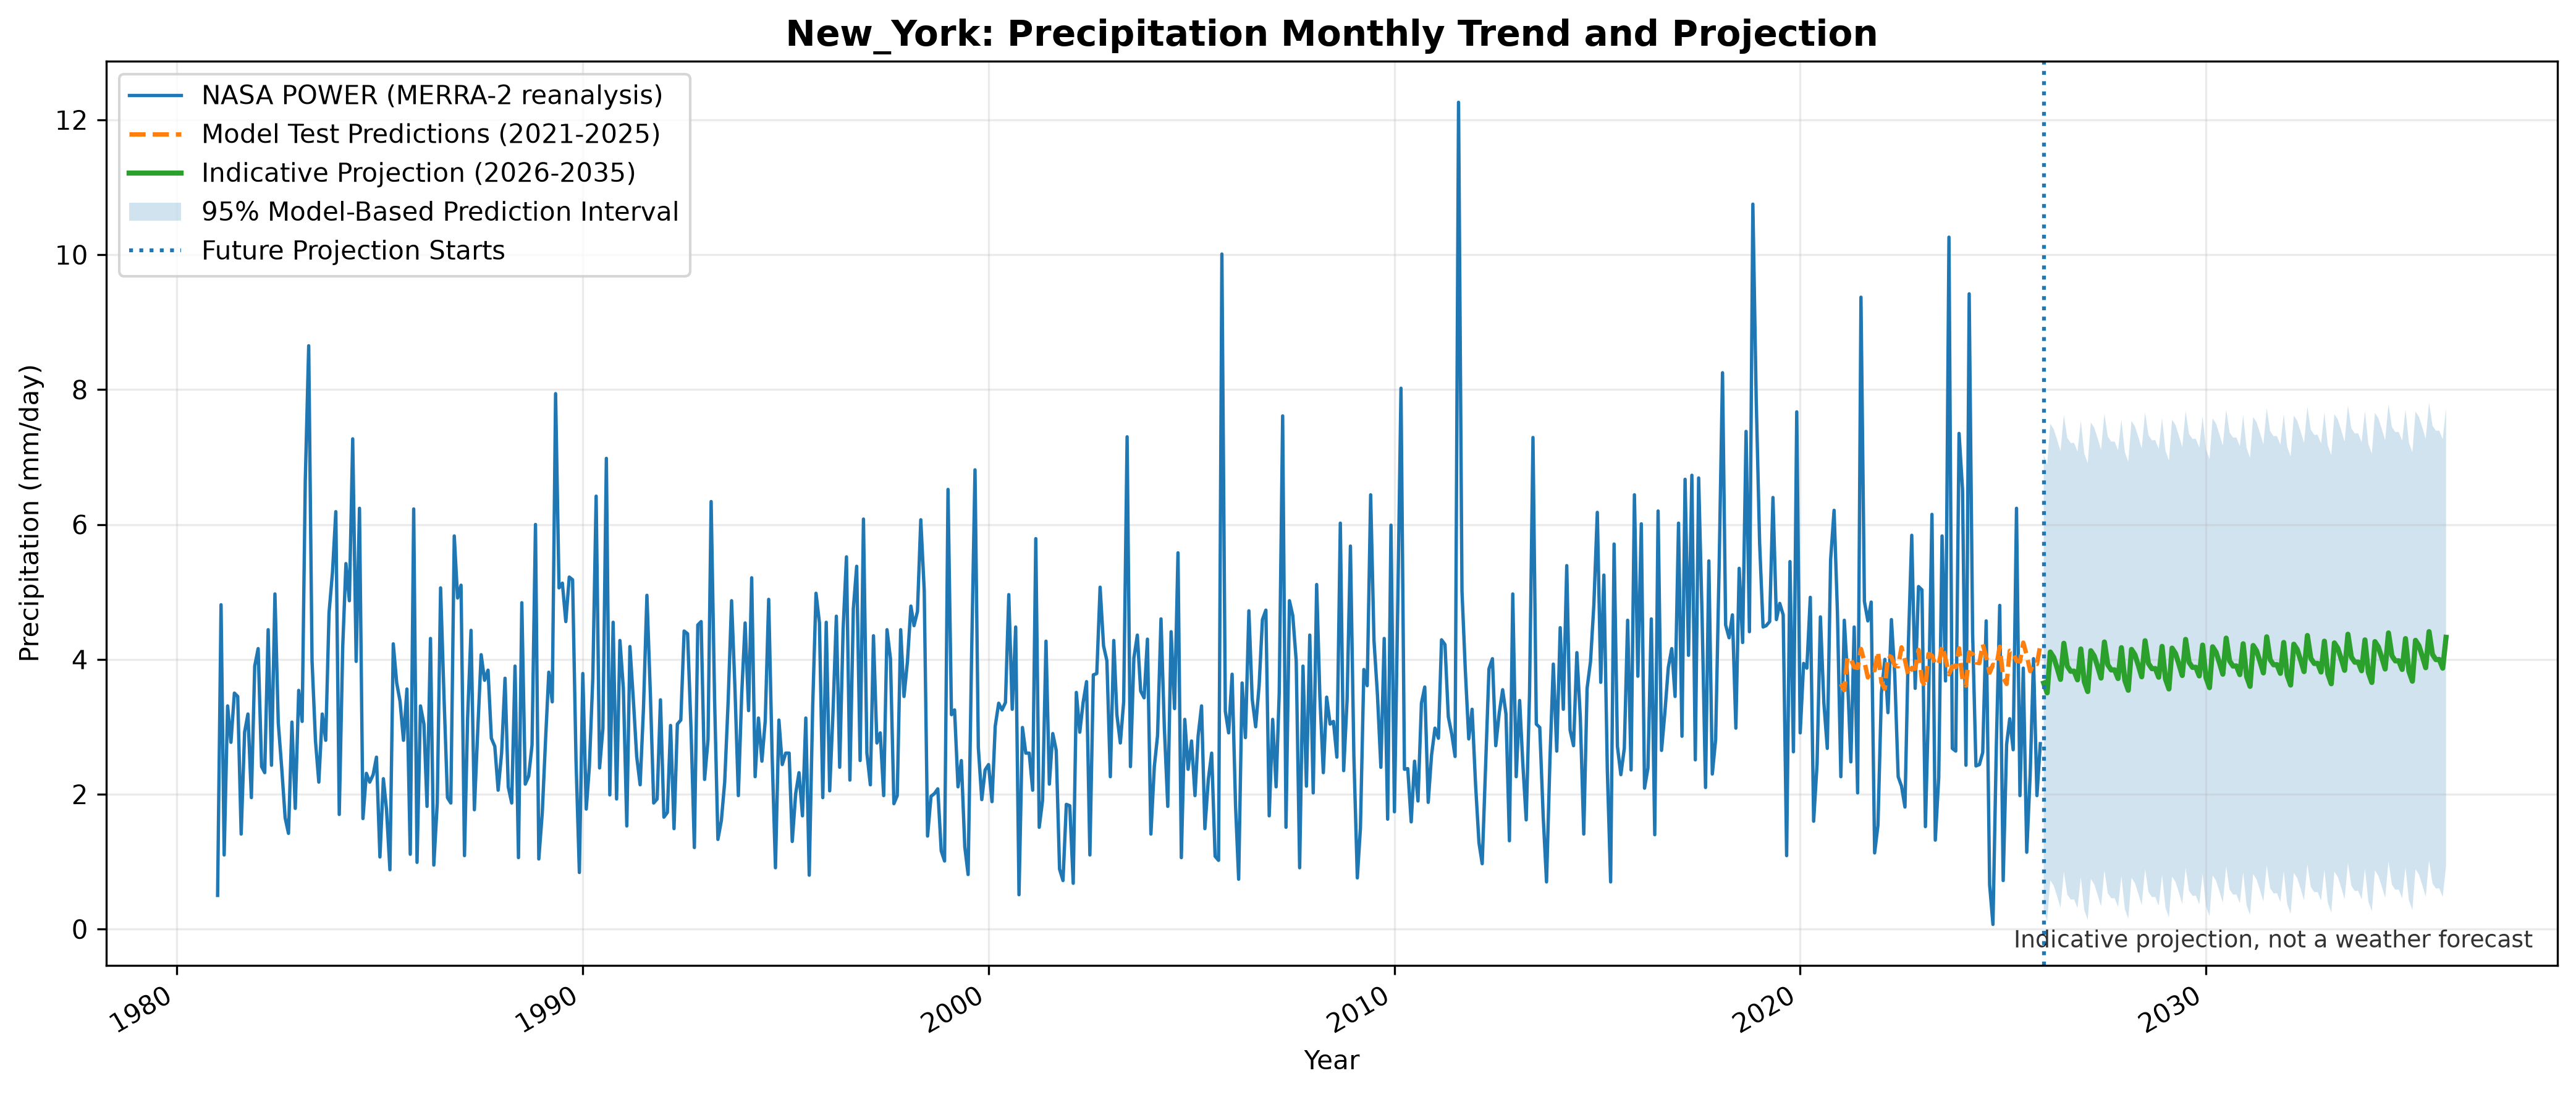 New_York: Precipitation Monthly Trend and Projection
NASA POWER (MERRA-2 reanalysis)
Model Test Predictions (2021-2025)
Indicative Projection (2026-2035)
95% Model-Based Prediction Interval
Future Projection Starts
Precipitation (mm/day)
12
10
8
6
4
2
0
Indicative projection, not a weather forecast
1980
1990
2000
2010
2020
2030
Year